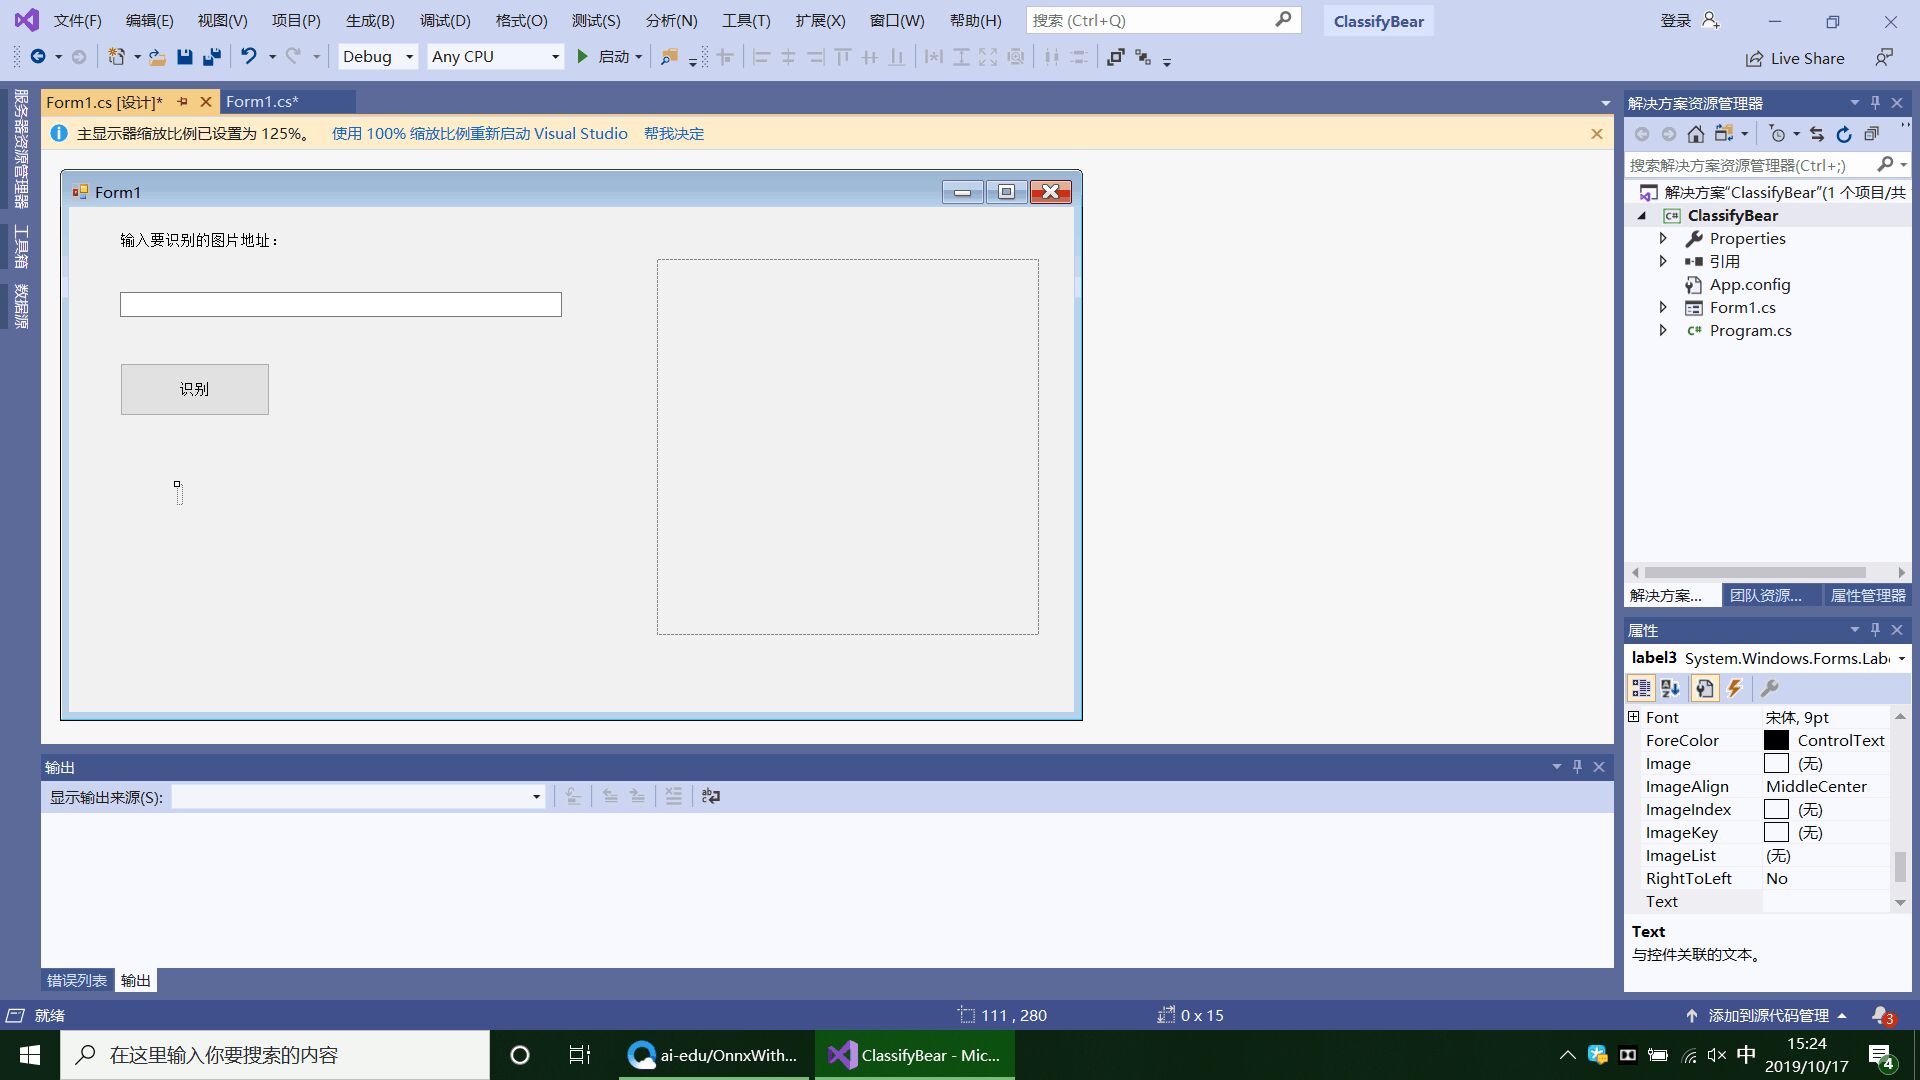 文件(F) 编辑(E) 视图(V) 项目(P) 生成(B) 调试(D) 格式(O) 测试(S) 分析(N) 工具(T) 扩展(X) 窗口(W) 帮助(H) 搜索 (Ctrl+Q) ClassifyBear 登录
Debug Any CPU 启动 Live Share
服务器资源管理器
工具箱
数据源
Form1.cs [设计]* Form1.cs*
主显示器缩放比例已设置为 125%。 使用 100% 缩放比例重新启动 Visual Studio 帮我决定
Form1
输入要识别的图片地址：
识别
解决方案资源管理器
搜索解决方案资源管理器(Ctrl+;)
解决方案"ClassifyBear"(1 个项目/共
C# ClassifyBear
Properties
引用
App.config
Form1.cs
C# Program.cs
解决方案... 团队资源... 属性管理器
属性
label3 System.Windows.Forms.Labe
Font 宋体, 9pt
ForeColor ControlText
Image (无)
ImageAlign MiddleCenter
ImageIndex (无)
ImageKey (无)
ImageList (无)
RightToLeft No
Text
Text
与控件关联的文本。
输出
显示输出来源(S):
错误列表 输出
就绪 111 , 280 0 x 15 添加到源代码管理 3
在这里输入你要搜索的内容 ai-edu/OnnxWith... ClassifyBear - Mic... 中 15:24
2019/10/17 4